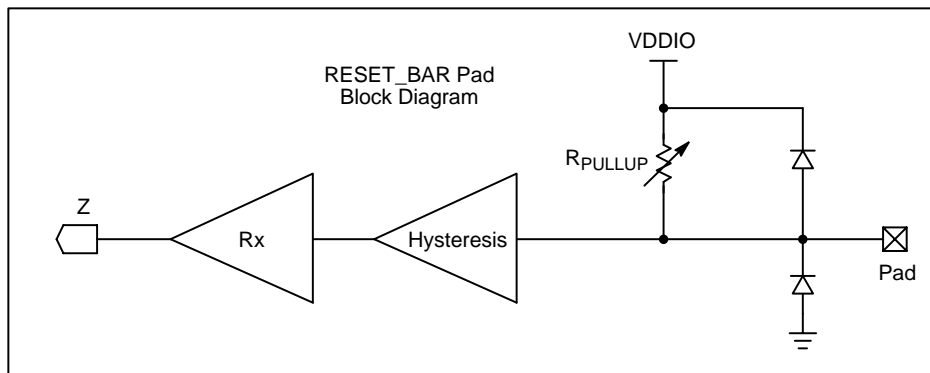 VDDIO
RESET_BAR Pad
Block Diagram
RPULLUP
Z
Rx
Hysteresis
Pad